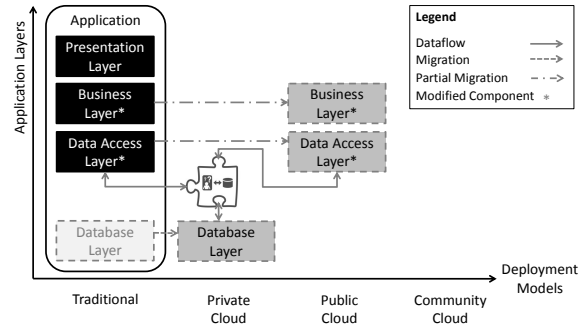 Application Layers
Application
Presentation
Layer
Business
Layer*
Data Access
Layer*
Database
Layer
Business
Layer*
Data Access
Layer*
Database
Layer
Legend
Dataflow
Migration
Partial Migration
Modified Component *
Deployment
Models
Traditional
Private
Cloud
Public
Cloud
Community
Cloud